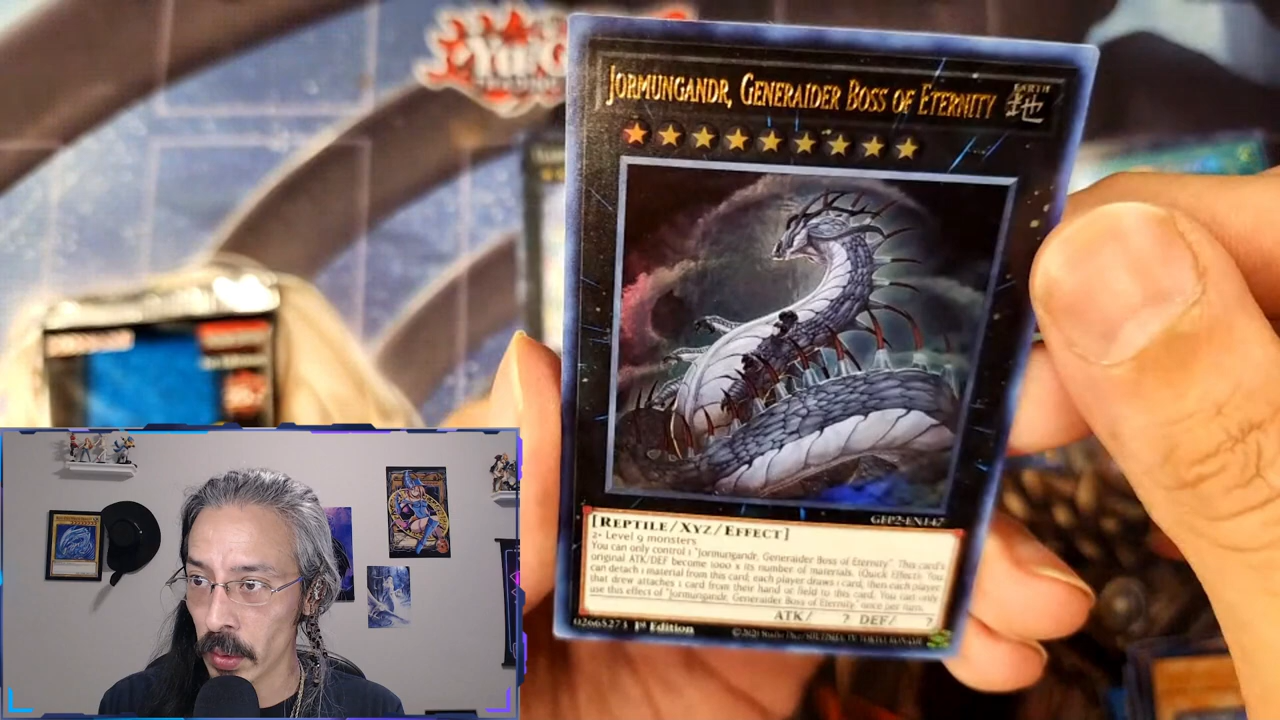 JORMUNGANDR, GENERAIDER BOSS OF ETERNITY
EARTH
地
GFP2-EN147
[REPTILE/XYZ/EFFECT]
2+ Level 9 monsters
You can only control 1 "Jormungandr, Generaider Boss of Eternity". This card's
original ATK/DEF become 1000 x its number of materials. (Quick Effect): You
can detach 1 material from this card; each player draws 1 card, then each player
that drew attaches 1 card from their hand or field to this card. You can only
use this effect of "Jormungandr, Generaider Boss of Eternity" once per turn.
ATK/ ? DEF/ ?
02665273 1st Edition